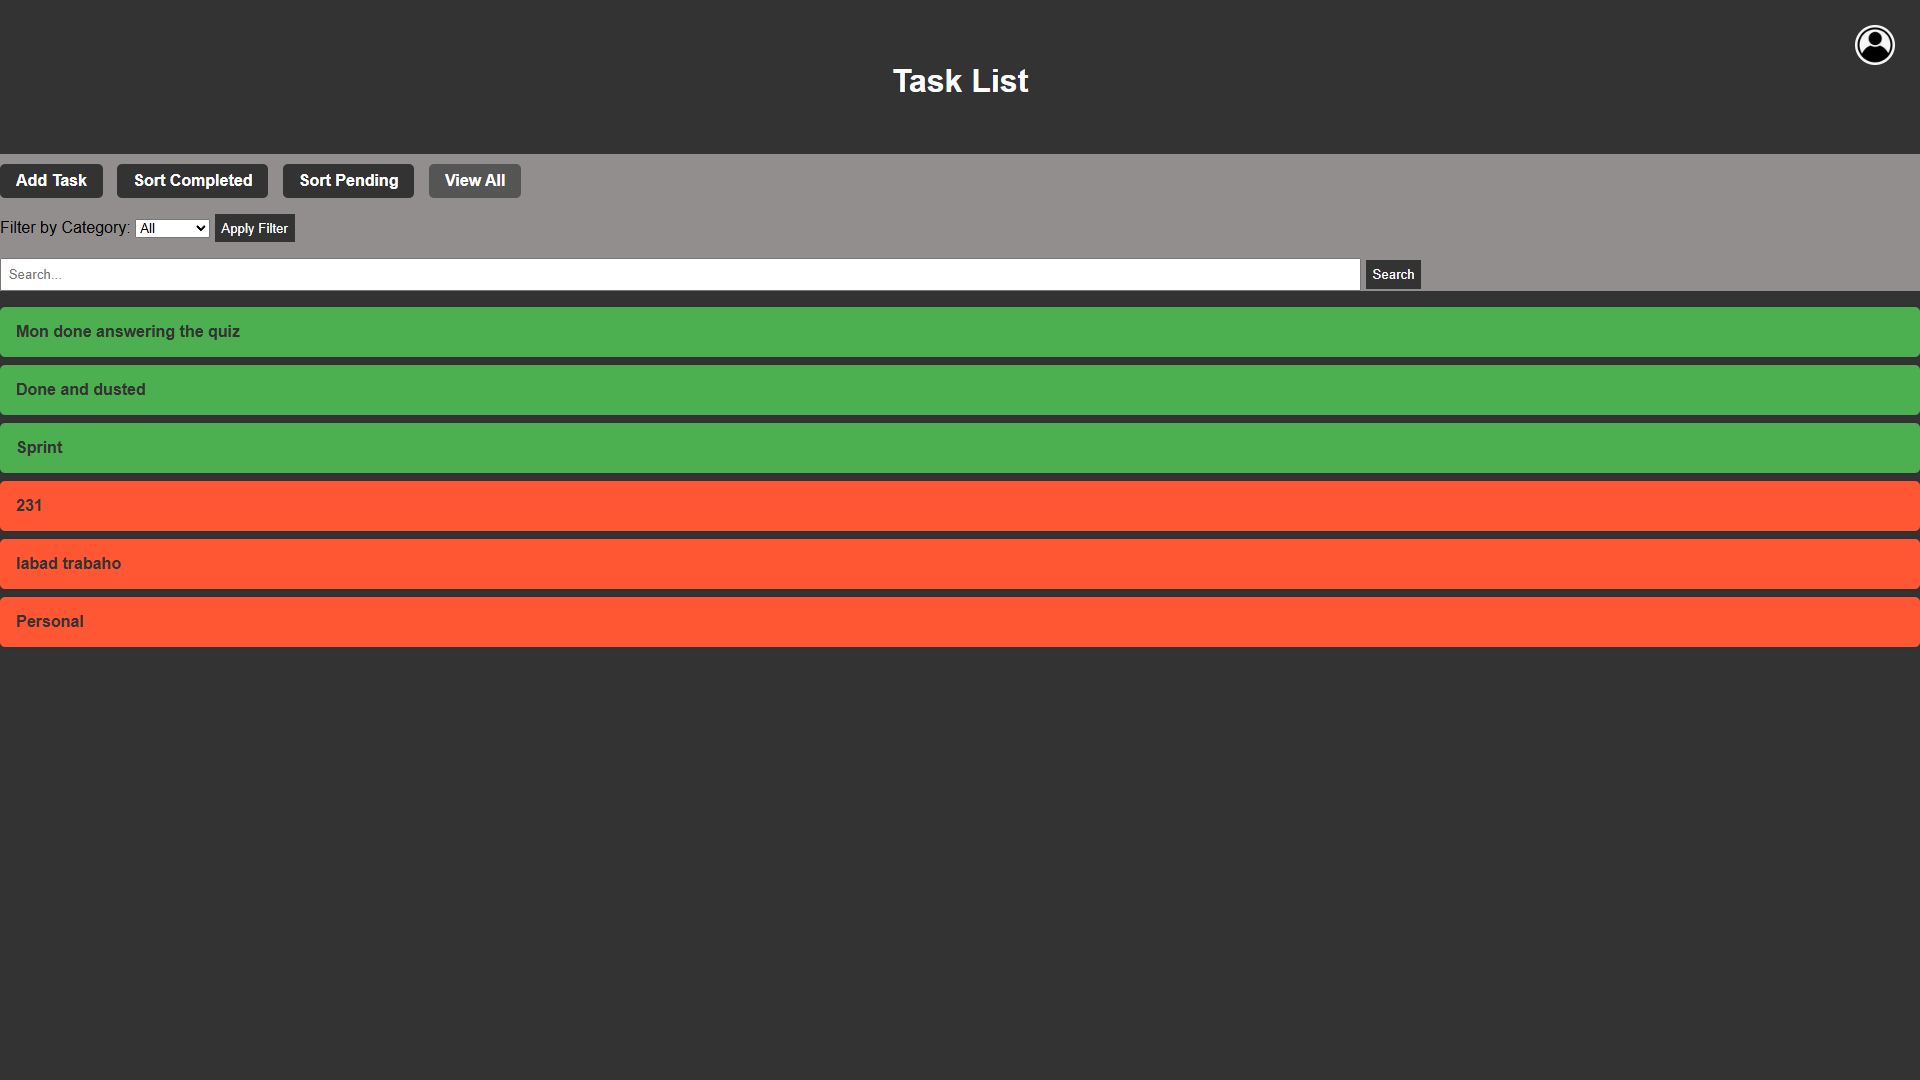 Task List
Add Task Sort Completed Sort Pending View All
Filter by Category: All Apply Filter
Search... Search
Mon done answering the quiz
Done and dusted
Sprint
231
labad trabaho
Personal